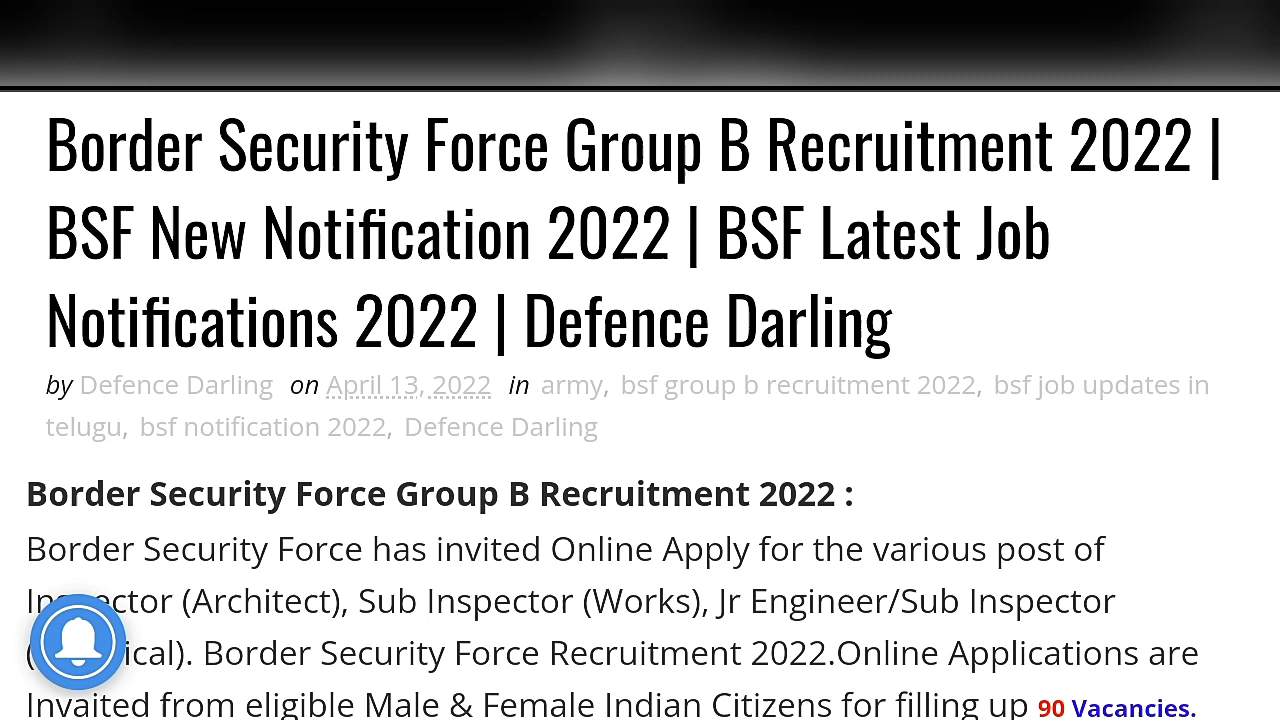 Border Security Force Group B Recruitment 2022 |
BSF New Notification 2022 | BSF Latest Job
Notifications 2022 | Defence Darling
by Defence Darling on April 13, 2022 in army, bsf group b recruitment 2022, bsf job updates in
telugu, bsf notification 2022, Defence Darling
Border Security Force Group B Recruitment 2022 :
Border Security Force has invited Online Apply for the various post of
(Architect), Sub Inspector (Works), Jr Engineer/Sub Inspector
Border Security Force Recruitment 2022.Online Applications are
Invaited from eligible Male & Female Indian Citizens for filling up 90 Vacancies.